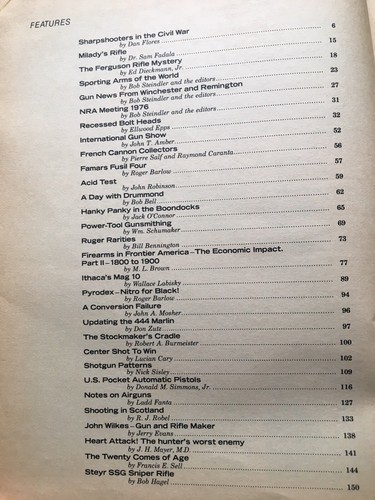 FEATURES
Sharpshooters in the Civil War
by Dan Flores 6
Milady's Rifle
by Dr. Sam Fadala 15
The Ferguson Rifle Mystery
by Ed Dieckmann, Jr. 18
Sporting Arms of the World
by Bob Steindler and the editors 23
Gun News From Winchester and Remington
by Bob Steindler and the editors 27
NRA Meeting 1976
by Bob Steindler and the editors 31
Recessed Bolt Heads
by Ellwood Epps 32
International Gun Show
by John T. Amber 52
French Cannon Collectors
by Pierre Salf and Raymond Caranta 56
Famars Fusil Four
by Roger Barlow 57
Acid Test
by John Robinson 59
A Day with Drummond
by Bob Bell 62
Hanky Panky in the Boondocks
by Jack O'Connor 65
Power-Tool Gunsmithing
by Wm. Schumaker 69
Ruger Rarities
by Bill Bennington 73
Firearms in Frontier America—The Economic Impact.
Part II—1800 to 1900
by M. L. Brown 77
Ithaca's Mag 10
by Wallace Labisky 89
Pyrodex—Nitro for Black!
by Roger Barlow 94
A Conversion Failure
by John A. Mosher 96
Updating the 444 Marlin
by Don Zutz 97
The Stockmaker's Cradle
by Robert A. Burmeister 100
Center Shot To Win
by Lucian Cary 102
Shotgun Patterns
by Nick Sisley 109
U.S. Pocket Automatic Pistols
by Donald M. Simmons, Jr. 116
Notes on Airguns
by Ladd Fanta 127
Shooting in Scotland
by R. J. Robel 133
John Wilkes—Gun and Rifle Maker
by Jerry Evans 138
Heart Attack! The hunter's worst enemy
by J. H. Mayer, M.D. 141
The Twenty Comes of Age
by Francis E. Sell 144
Steyr SSG Sniper Rifle
by Bob Hagel 150